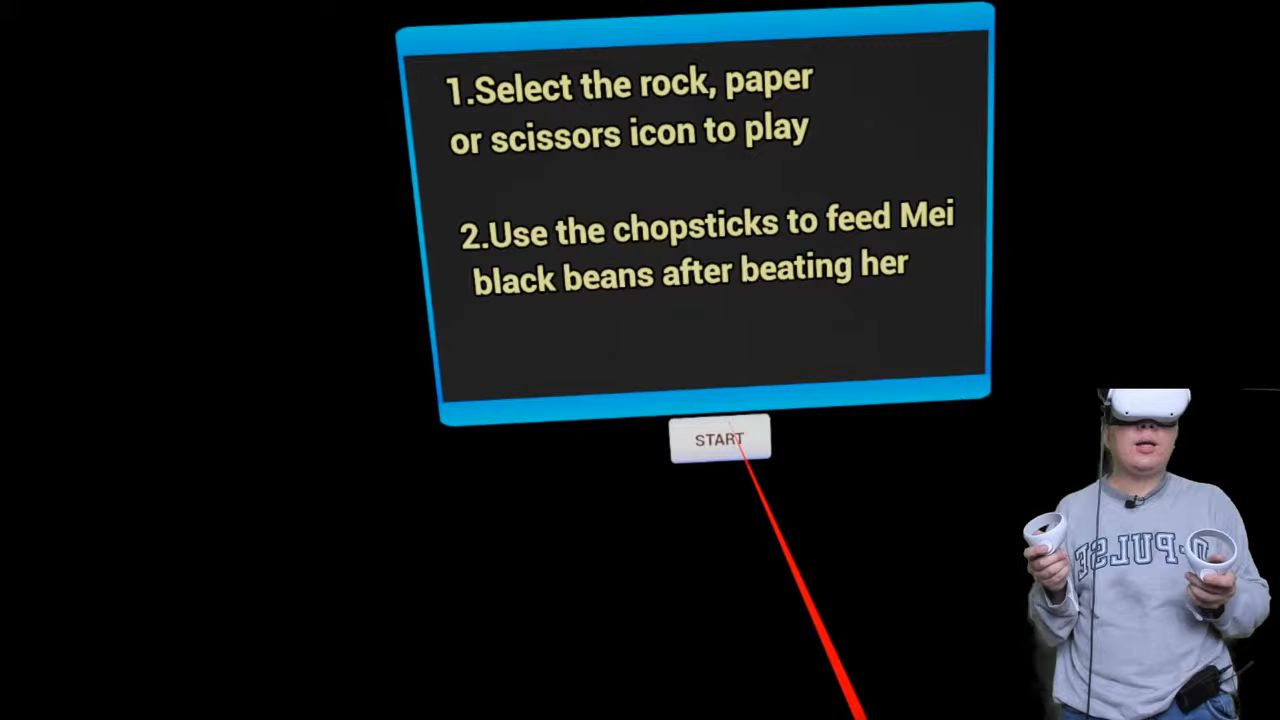 1.Select the rock, paper
or scissors icon to play
2.Use the chopsticks to feed Mei
black beans after beating her
START